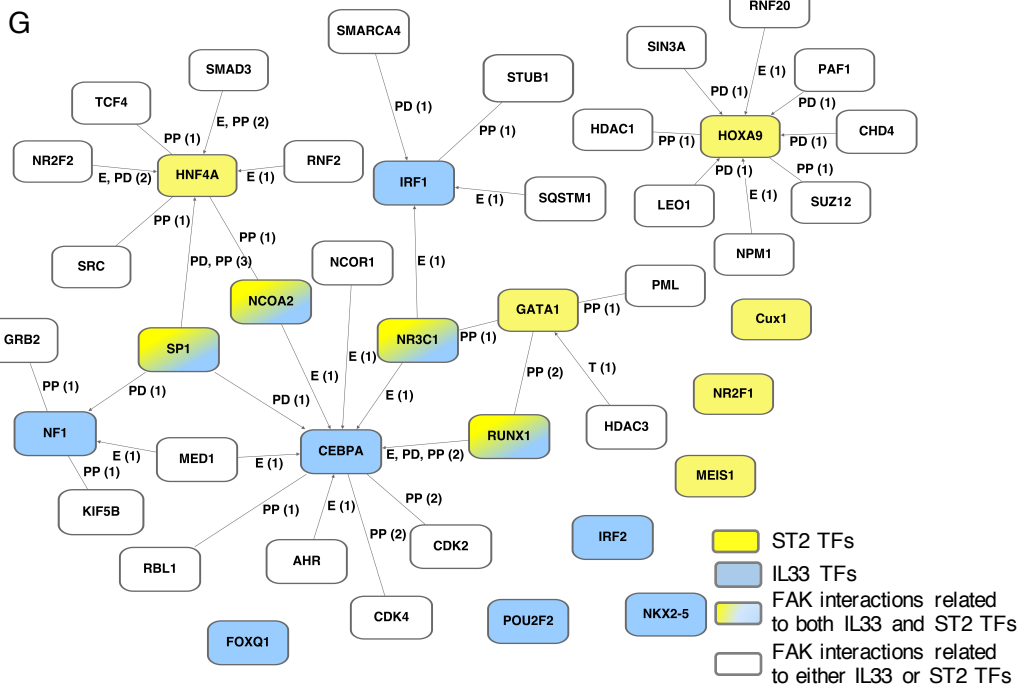 G
RNF20
SMARCA4
SIN3A
SMAD3
E (1)
PAF1
STUB1
TCF4
PD (1)
PD (1)
PD (1)
E, PP (2)
HDAC1
HOXA9
CHD4
PP (1)
PP (1)
PP (1)
PD (1)
NR2F2
RNF2
HNF4A
IRF1
PD (1)
PP (1)
E, PD (2)
E (1)
E (1)
SQSTM1
LEO1
E (1)
SUZ12
PP (1)
PP (1)
NPM1
SRC
PD, PP (3)
NCOR1
E (1)
PML
NCOA2
GATA1
PP (1)
Cux1
GRB2
SP1
NR3C1
PP (1)
E (1)
PP (2)
T (1)
PP (1)
PD (1)
E (1)
PD (1)
E (1)
NR2F1
NF1
RUNX1
HDAC3
CEBPA
E, PD, PP (2)
E (1)
MED1
E (1)
PP (1)
MEIS1
KIF5B
PP (1)
E (1)
PP (2)
PP (2)
IRF2
RBL1
AHR
CDK2
CDK4
FOXQ1
POU2F2
NKX2-5
ST2 TFs
IL33 TFs
FAK interactions related
to both IL33 and ST2 TFs
FAK interactions related
to either IL33 or ST2 TFs